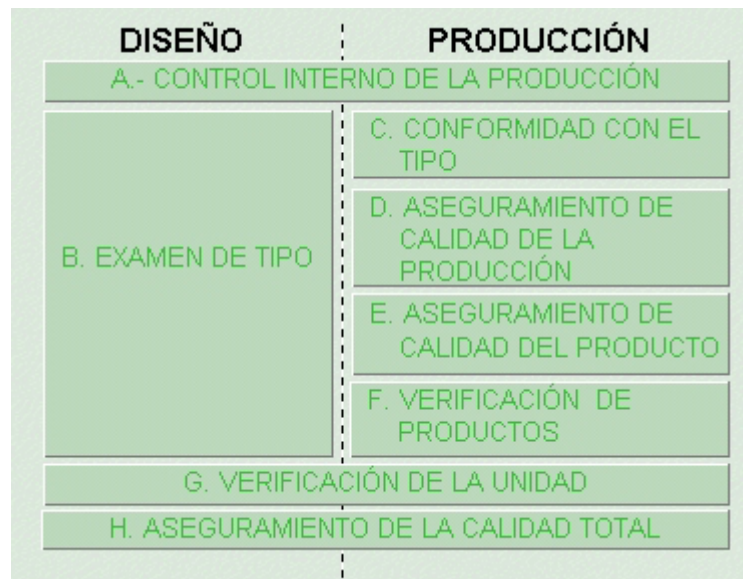 DISEÑO
PRODUCCIÓN
A.- CONTROL INTERNO DE LA PRODUCCIÓN
B. EXAMEN DE TIPO
C. CONFORMIDAD CON EL
TIPO
D. ASEGURAMIENTO DE
CALIDAD DE LA
PRODUCCIÓN
E. ASEGURAMIENTO DE
CALIDAD DEL PRODUCTO
F. VERIFICACIÓN DE
PRODUCTOS
G. VERIFICACIÓN DE LA UNIDAD
H. ASEGURAMIENTO DE LA CALIDAD TOTAL